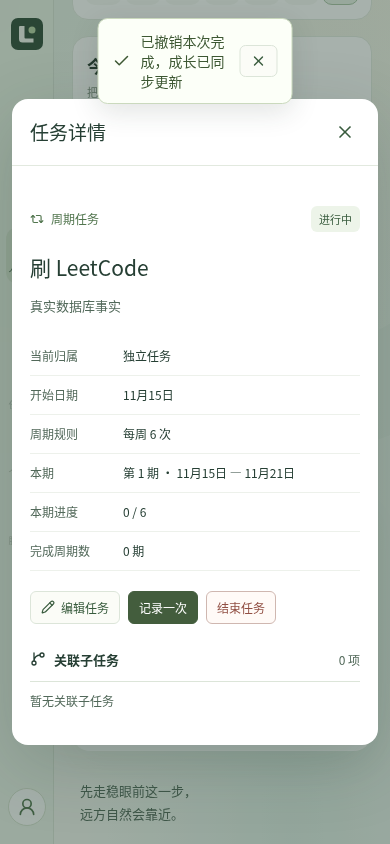 已撤销本次完
成，成长已同
步更新
任务详情
周期任务
进行中
刷 LeetCode
真实数据库事实
当前归属 独立任务
开始日期 11月15日
周期规则 每周 6 次
本期 第 1 期 · 11月15日 — 11月21日
本期进度 0 / 6
完成周期数 0 期
编辑任务 记录一次 结束任务
关联子任务 0 项
暂无关联子任务
先走稳眼前这一步，
远方自然会靠近。